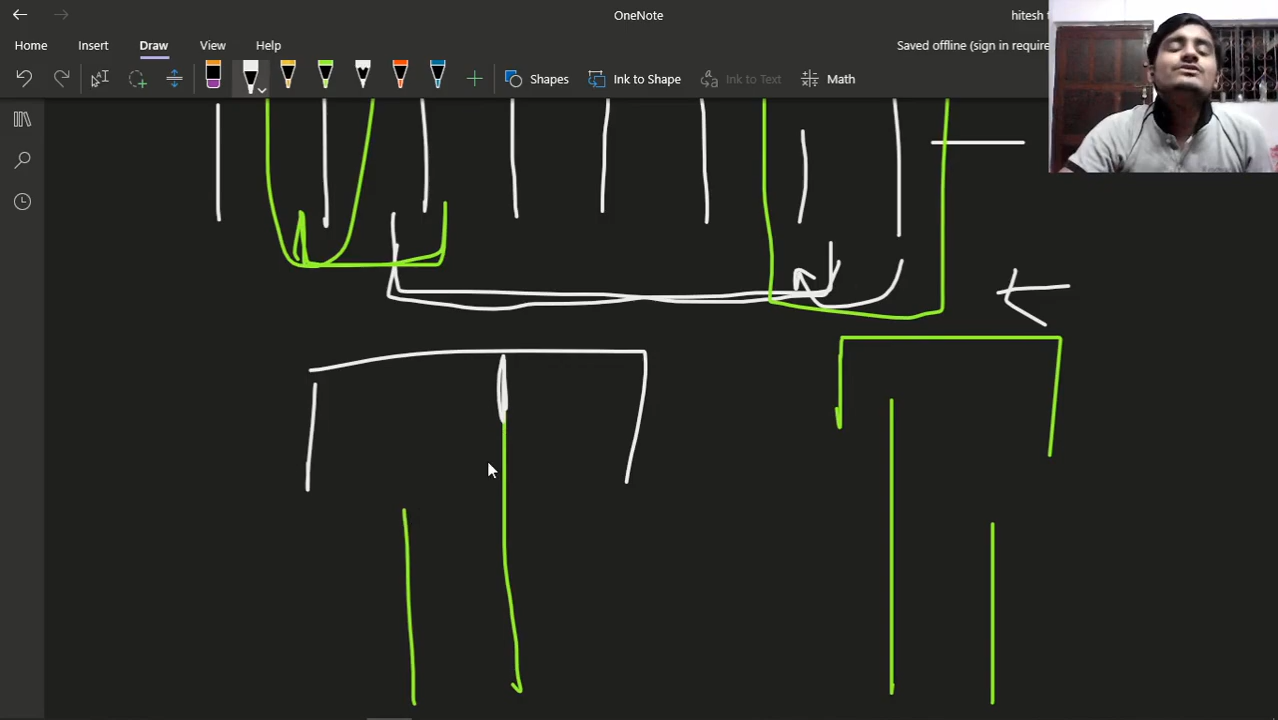 OneNote
hitesh
Home Insert Draw View Help
Saved offline (sign in require
Shapes Ink to Shape Ink to Text Math